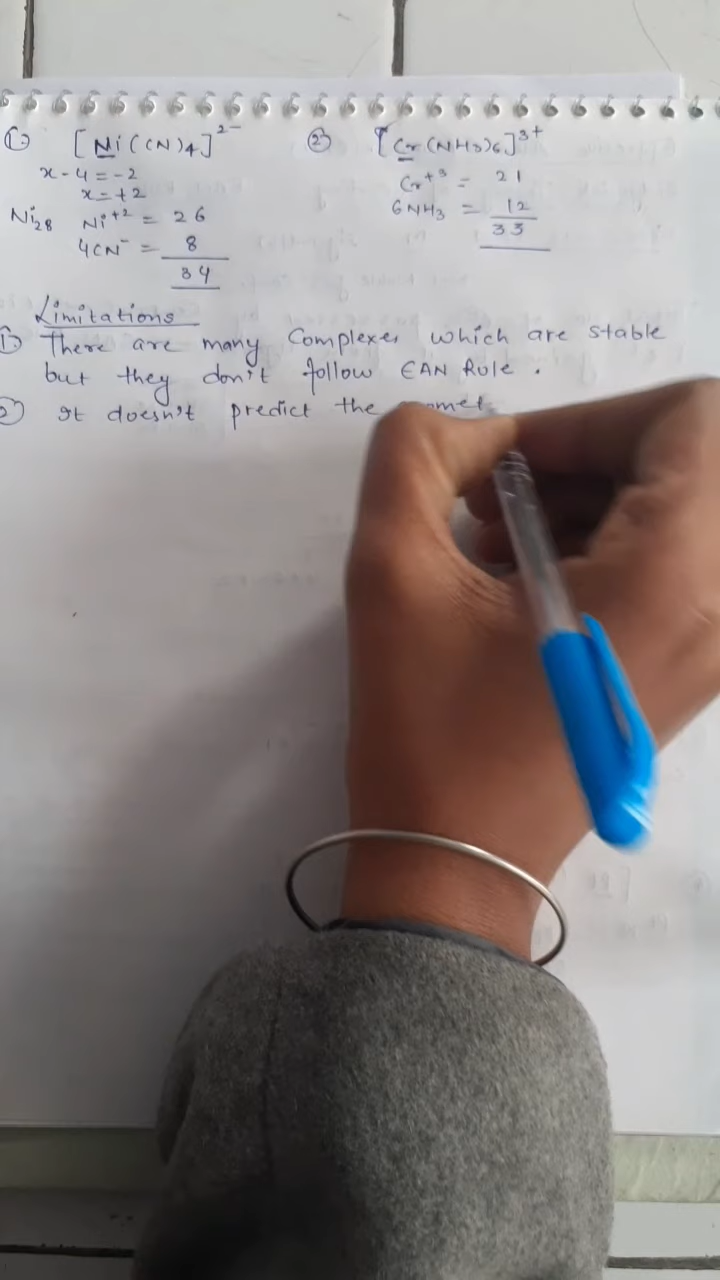 ① [Ni(CN)4]²⁻
x-4 = -2
x = +2
Ni28 Ni⁺² = 26
4CN⁻ = 8
34
② [Cr(NH3)6]³⁺
Cr⁺³ = 21
6NH3 = 12
33
Limitations
① There are many Complexes which are stable
but they don't follow EAN Rule .
② It doesn't predict the